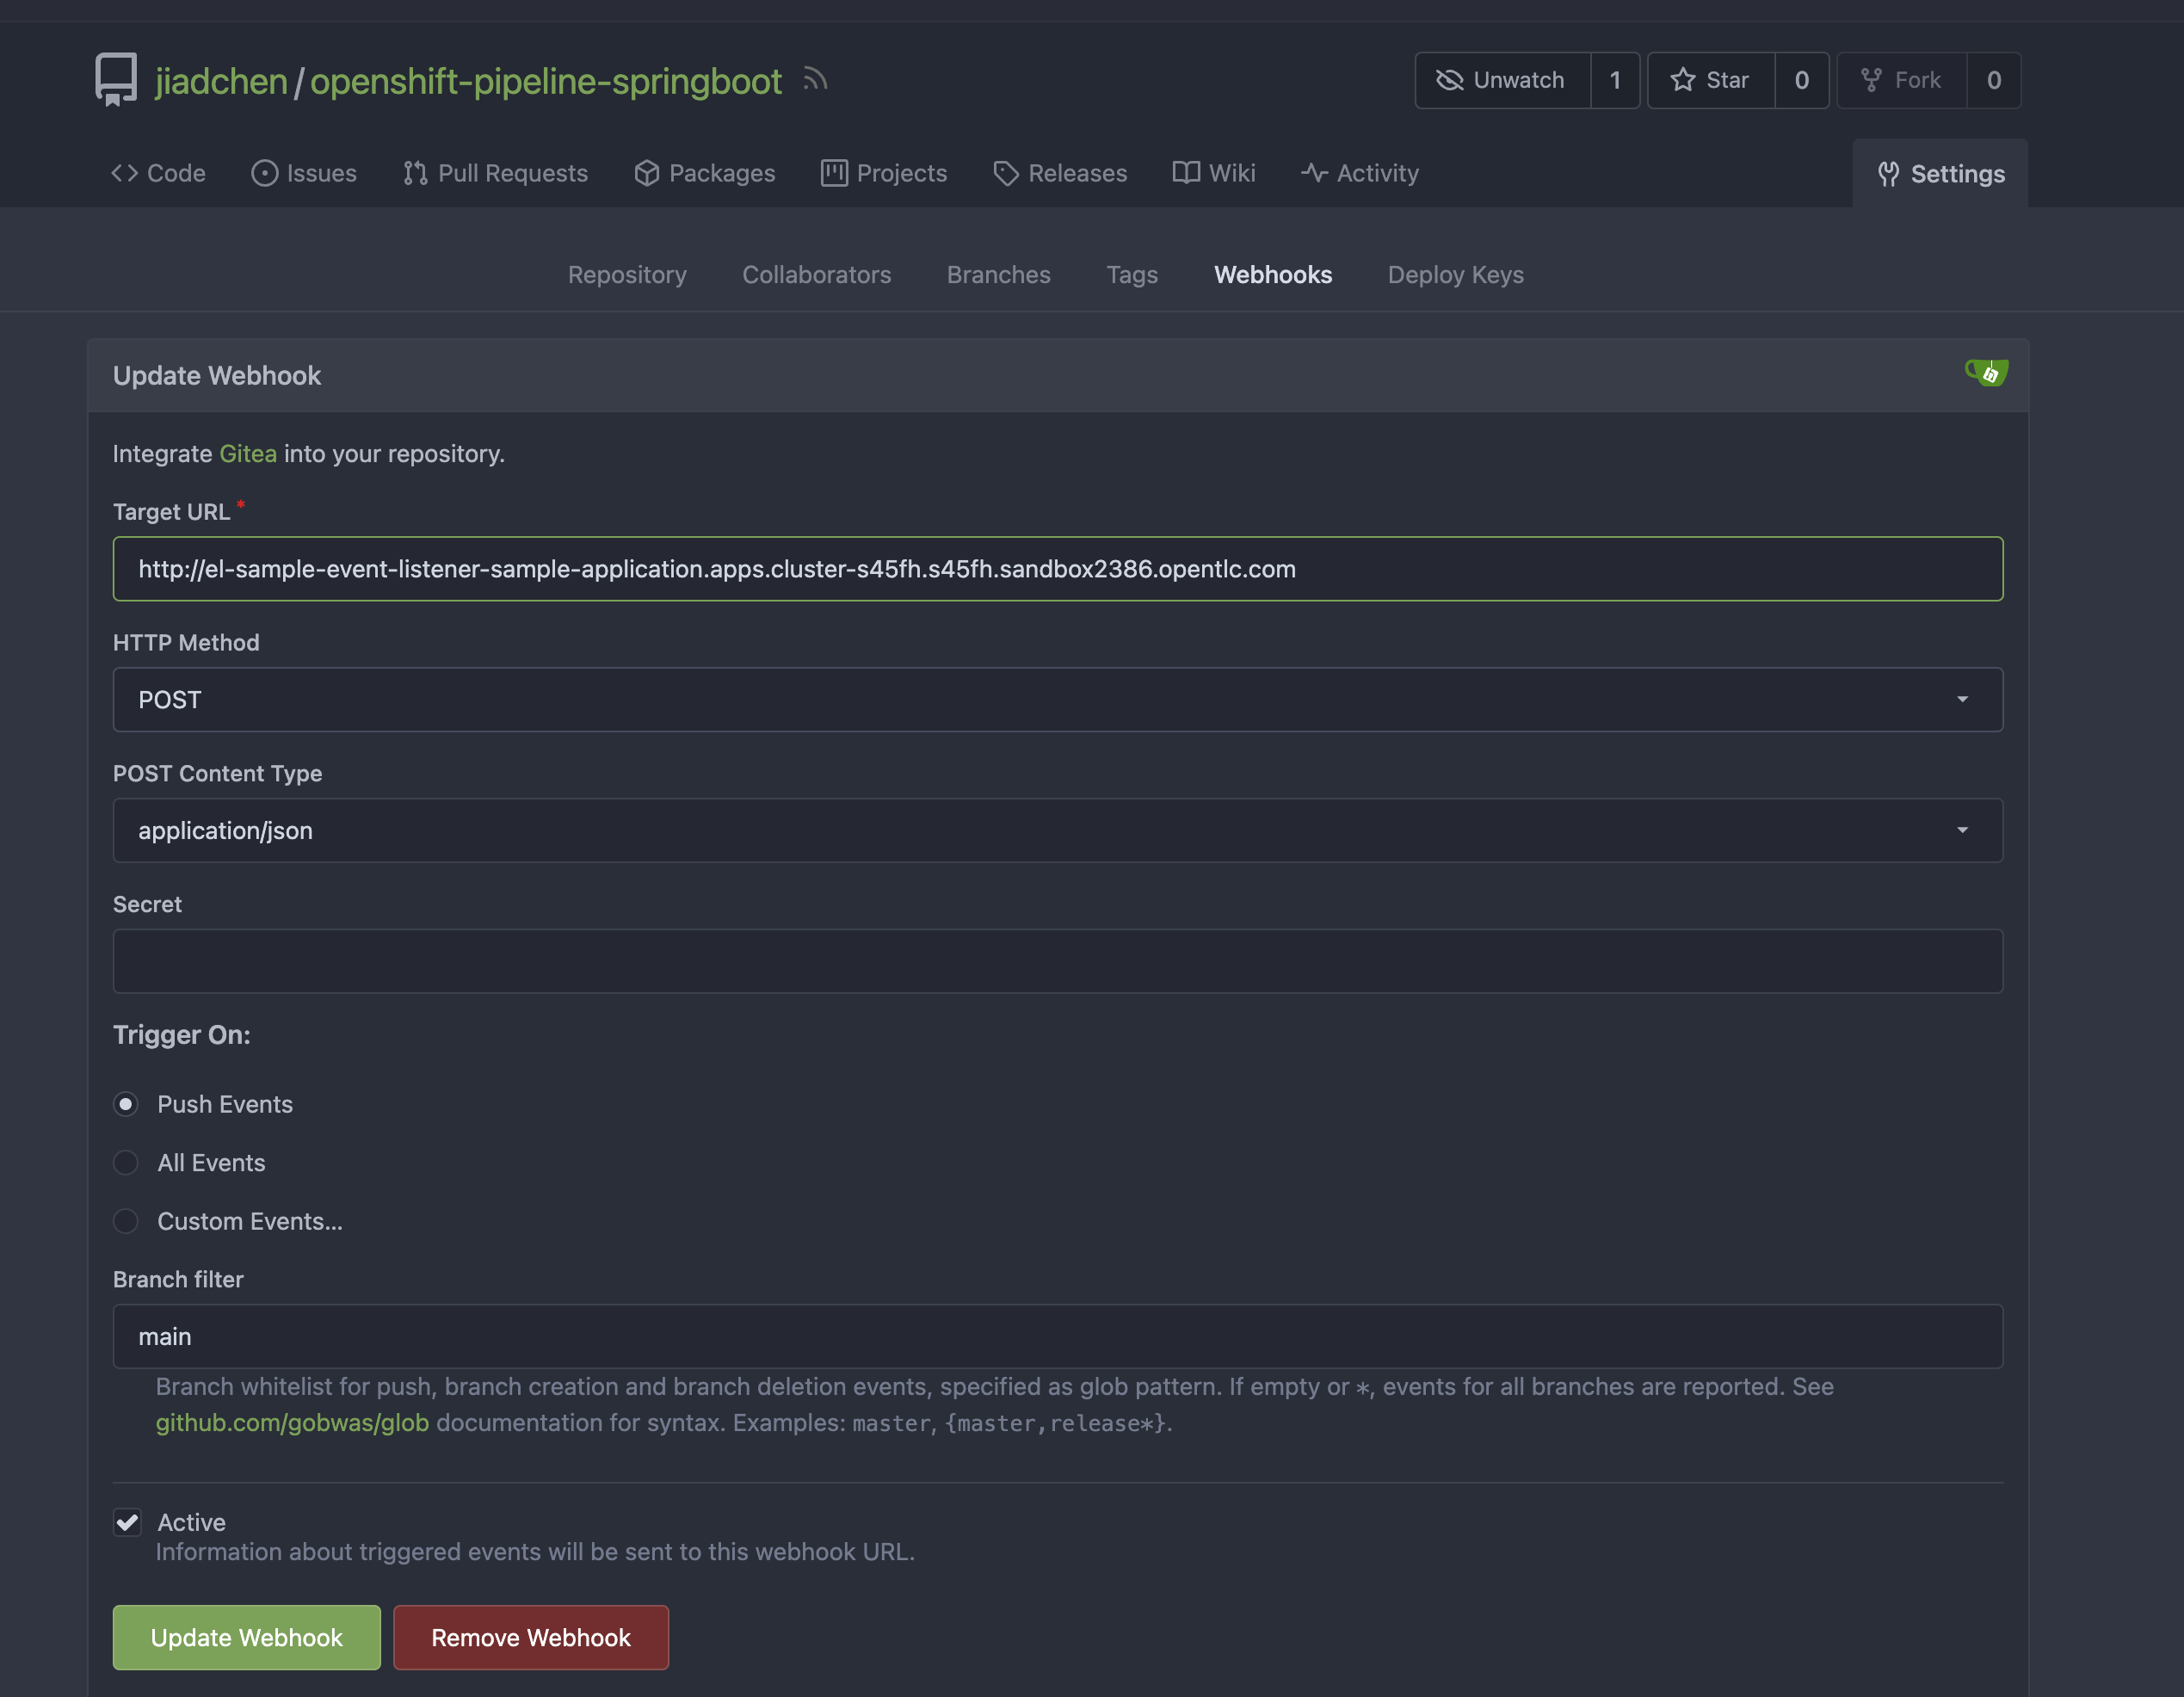 jiadchen / openshift-pipeline-springboot
Unwatch 1 Star 0 Fork 0
Code Issues Pull Requests Packages Projects Releases Wiki Activity Settings
Repository Collaborators Branches Tags Webhooks Deploy Keys
Update Webhook
Integrate Gitea into your repository.
Target URL *
http://el-sample-event-listener-sample-application.apps.cluster-s45fh.s45fh.sandbox2386.opentlc.com
HTTP Method
POST
POST Content Type
application/json
Secret
Trigger On:
Push Events
All Events
Custom Events...
Branch filter
main
Branch whitelist for push, branch creation and branch deletion events, specified as glob pattern. If empty or *, events for all branches are reported. See
github.com/gobwas/glob documentation for syntax. Examples: master, {master,release*}.
Active
Information about triggered events will be sent to this webhook URL.
Update Webhook Remove Webhook